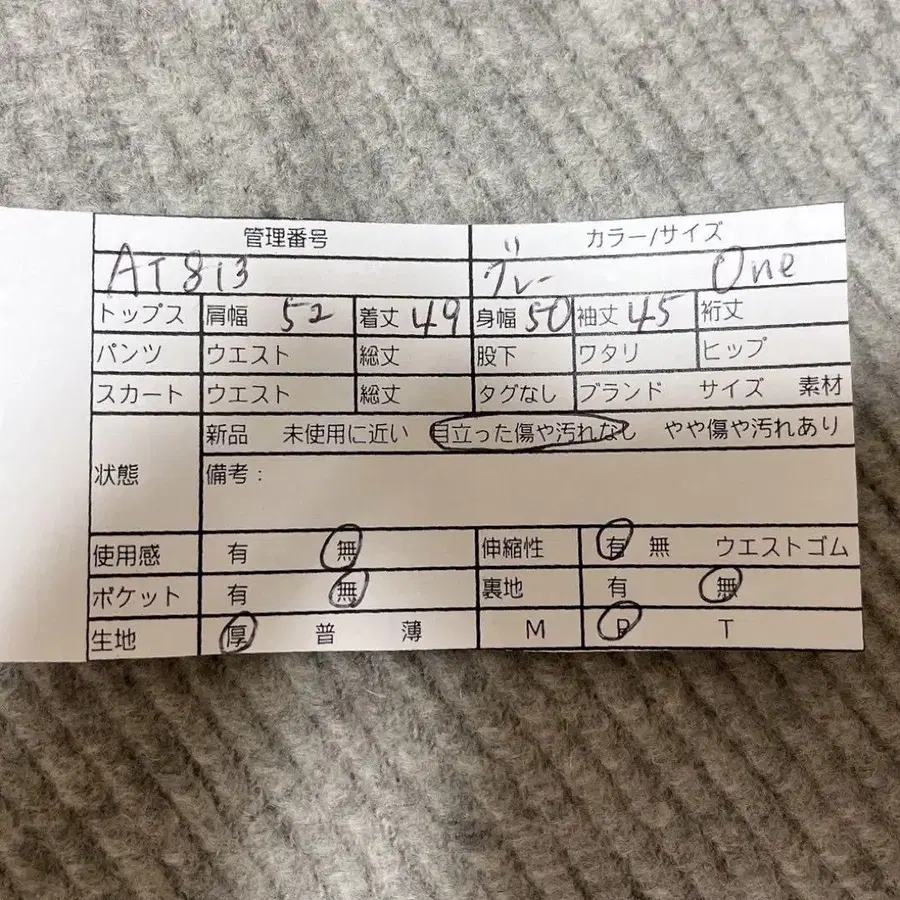 管理番号 カラー/サイズ
AT813 グレー One
トップス 肩幅 52 着丈 49 身幅 50 袖丈 45 裄丈
パンツ ウエスト 総丈 股下 ワタリ ヒップ
スカート ウエスト 総丈 タグなし ブランド サイズ 素材
新品 未使用に近い 目立った傷や汚れなし やや傷や汚れあり
状態 備考：
使用感 有 無 伸縮性 有 無 ウエストゴム
ポケット 有 無 裏地 有 無
生地 厚 普 薄 M P T